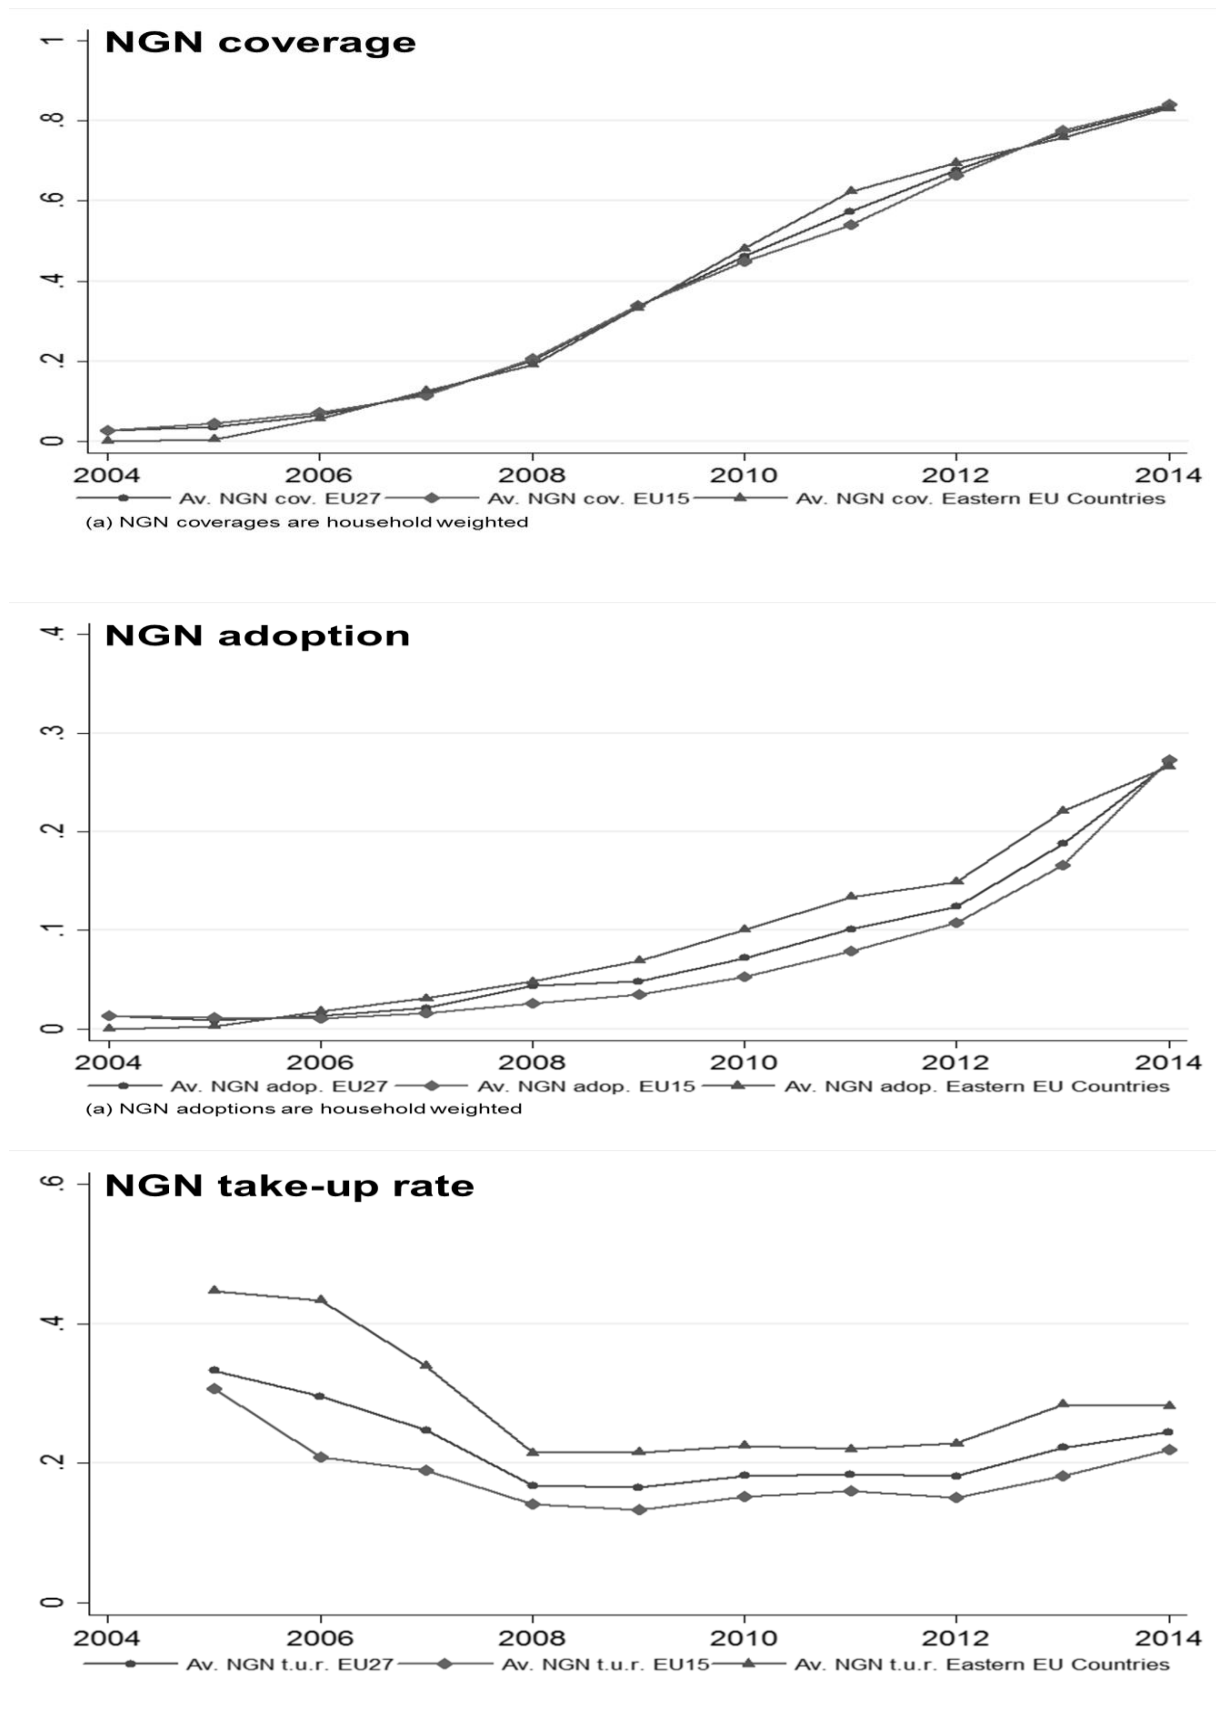 NGN coverage
1
.8
.6
.4
.2
0
2004 2006 2008 2010 2012 2014
Av. NGN cov. EU27 Av. NGN cov. EU15 Av. NGN cov. Eastern EU Countries
(a) NGN coverages are household weighted
NGN adoption
.4
.3
.2
.1
0
2004 2006 2008 2010 2012 2014
Av. NGN adop. EU27 Av. NGN adop. EU15 Av. NGN adop. Eastern EU Countries
(a) NGN adoptions are household weighted
NGN take-up rate
.6
.4
.2
0
2004 2006 2008 2010 2012 2014
Av. NGN t.u.r. EU27 Av. NGN t.u.r. EU15 Av. NGN t.u.r. Eastern EU Countries